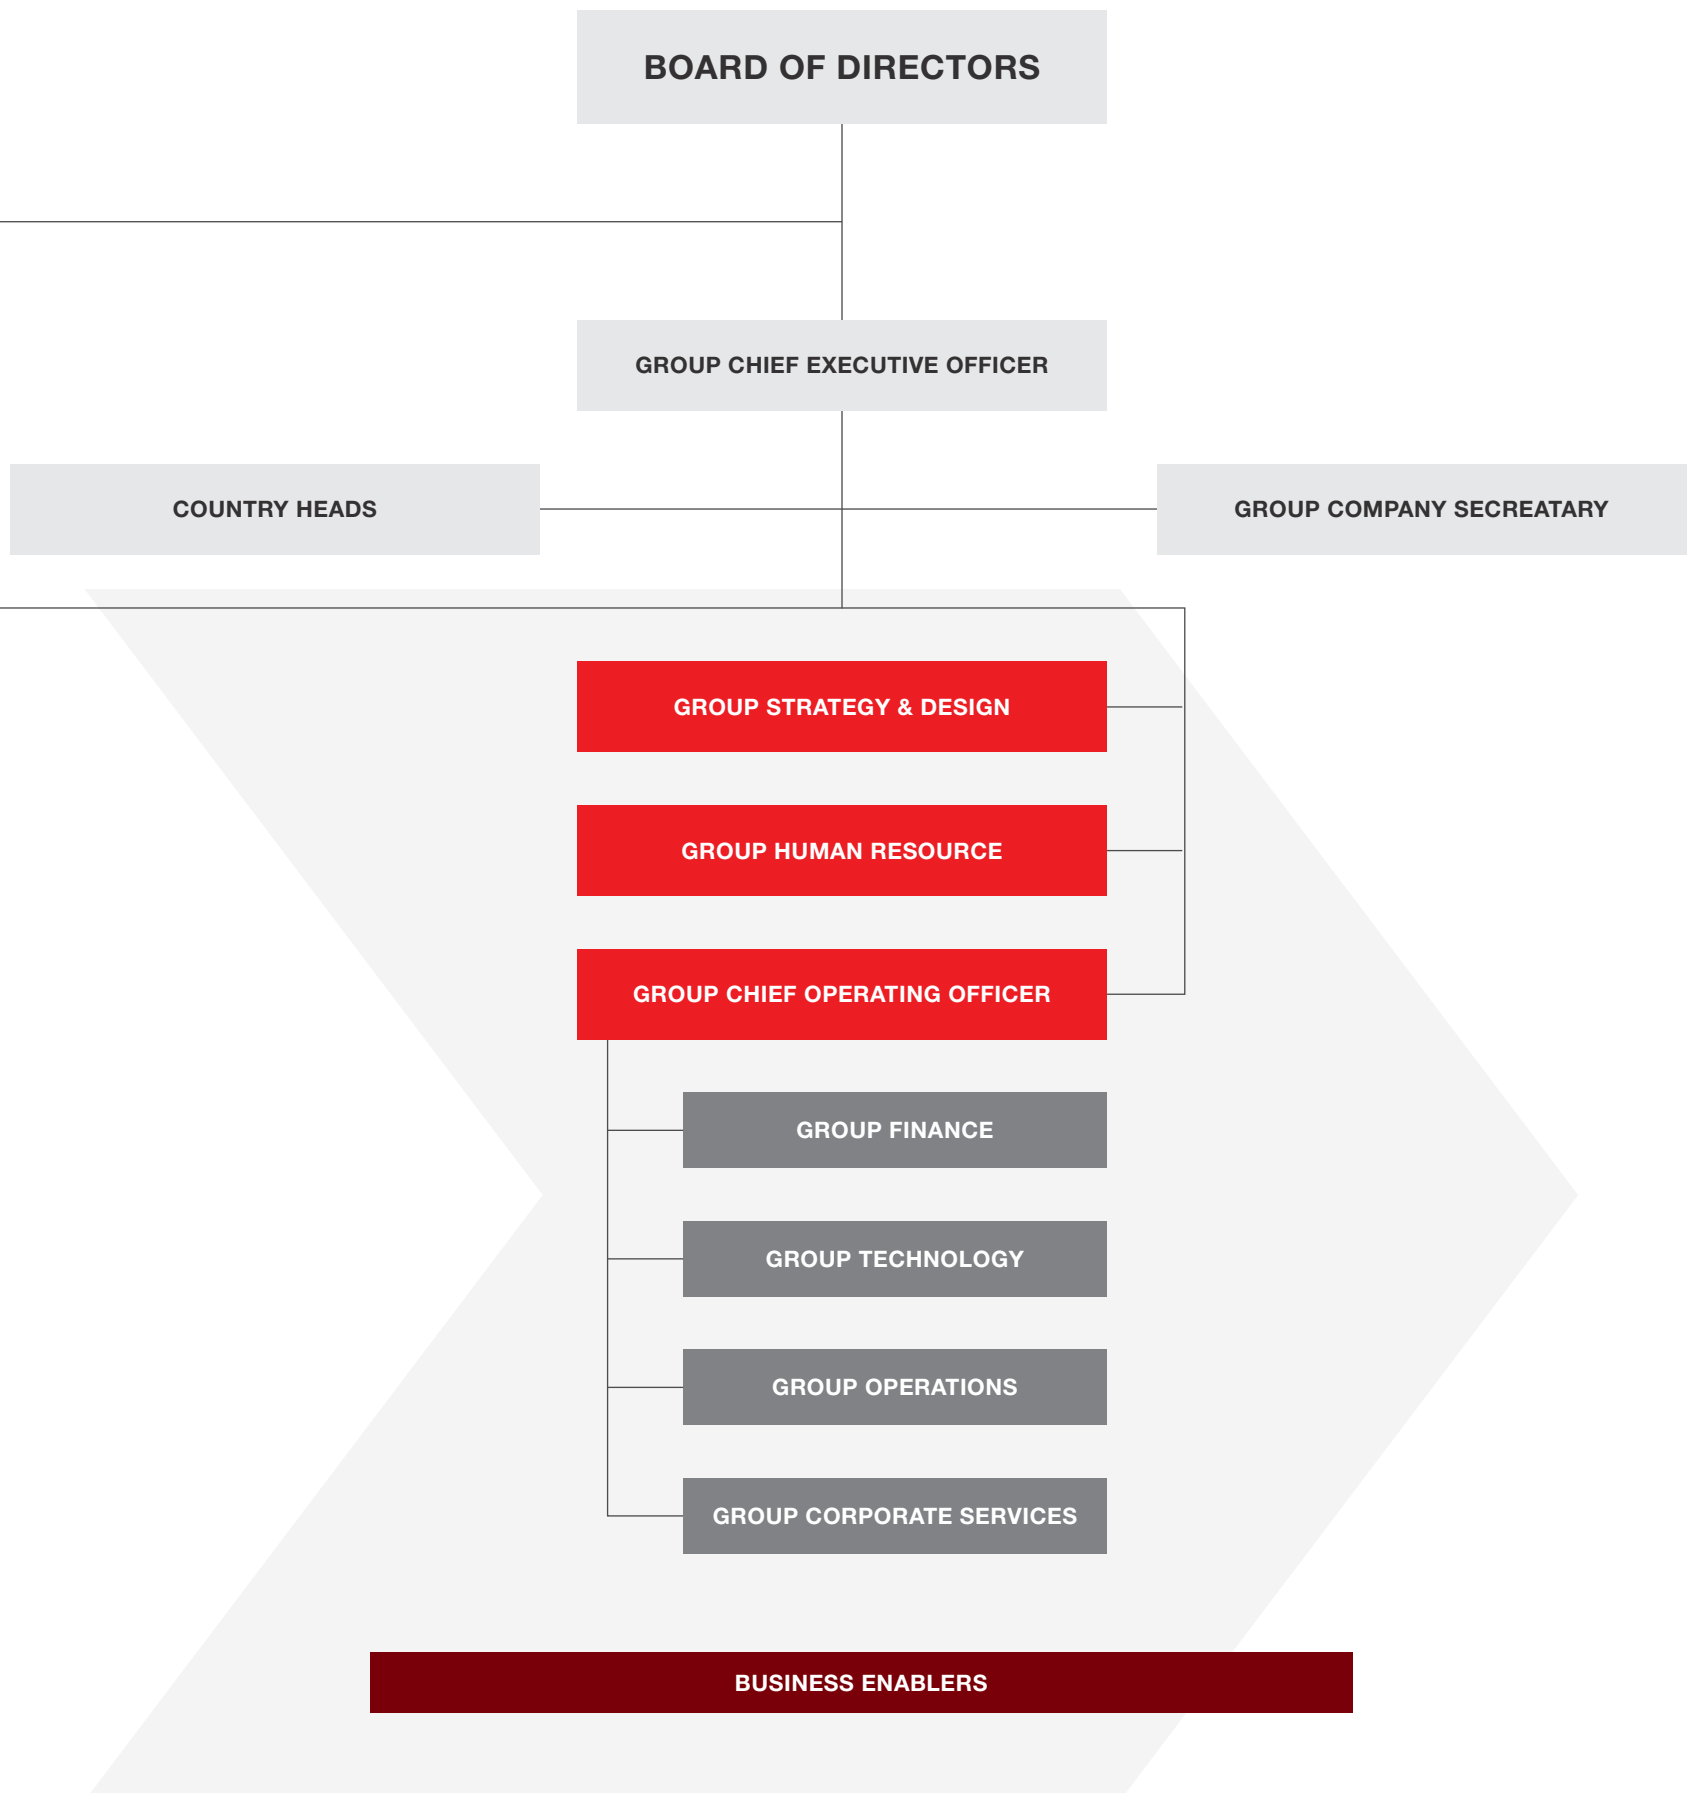 BOARD OF DIRECTORS
GROUP CHIEF EXECUTIVE OFFICER
COUNTRY HEADS
GROUP COMPANY SECREATARY
GROUP STRATEGY & DESIGN
GROUP HUMAN RESOURCE
GROUP CHIEF OPERATING OFFICER
GROUP FINANCE
GROUP TECHNOLOGY
GROUP OPERATIONS
GROUP CORPORATE SERVICES
BUSINESS ENABLERS